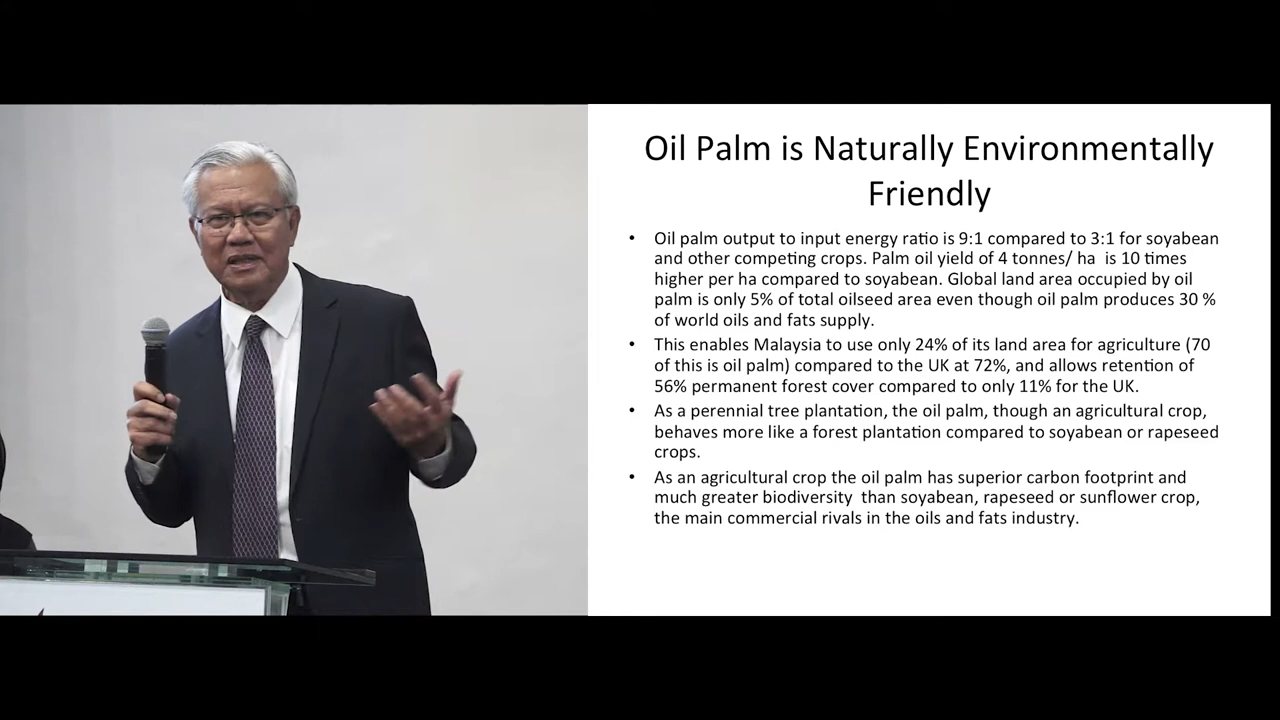 Oil Palm is Naturally Environmentally
Friendly
• Oil palm output to input energy ratio is 9:1 compared to 3:1 for soyabean
and other competing crops. Palm oil yield of 4 tonnes/ ha  is 10 times
higher per ha compared to soyabean. Global land area occupied by oil
palm is only 5% of total oilseed area even though oil palm produces 30 %
of world oils and fats supply.
• This enables Malaysia to use only 24% of its land area for agriculture (70
of this is oil palm) compared to the UK at 72%, and allows retention of
56% permanent forest cover compared to only 11% for the UK.
• As a perennial tree plantation, the oil palm, though an agricultural crop,
behaves more like a forest plantation compared to soyabean or rapeseed
crops.
• As an agricultural crop the oil palm has superior carbon footprint and
much greater biodiversity  than soyabean, rapeseed or sunflower crop,
the main commercial rivals in the oils and fats industry.